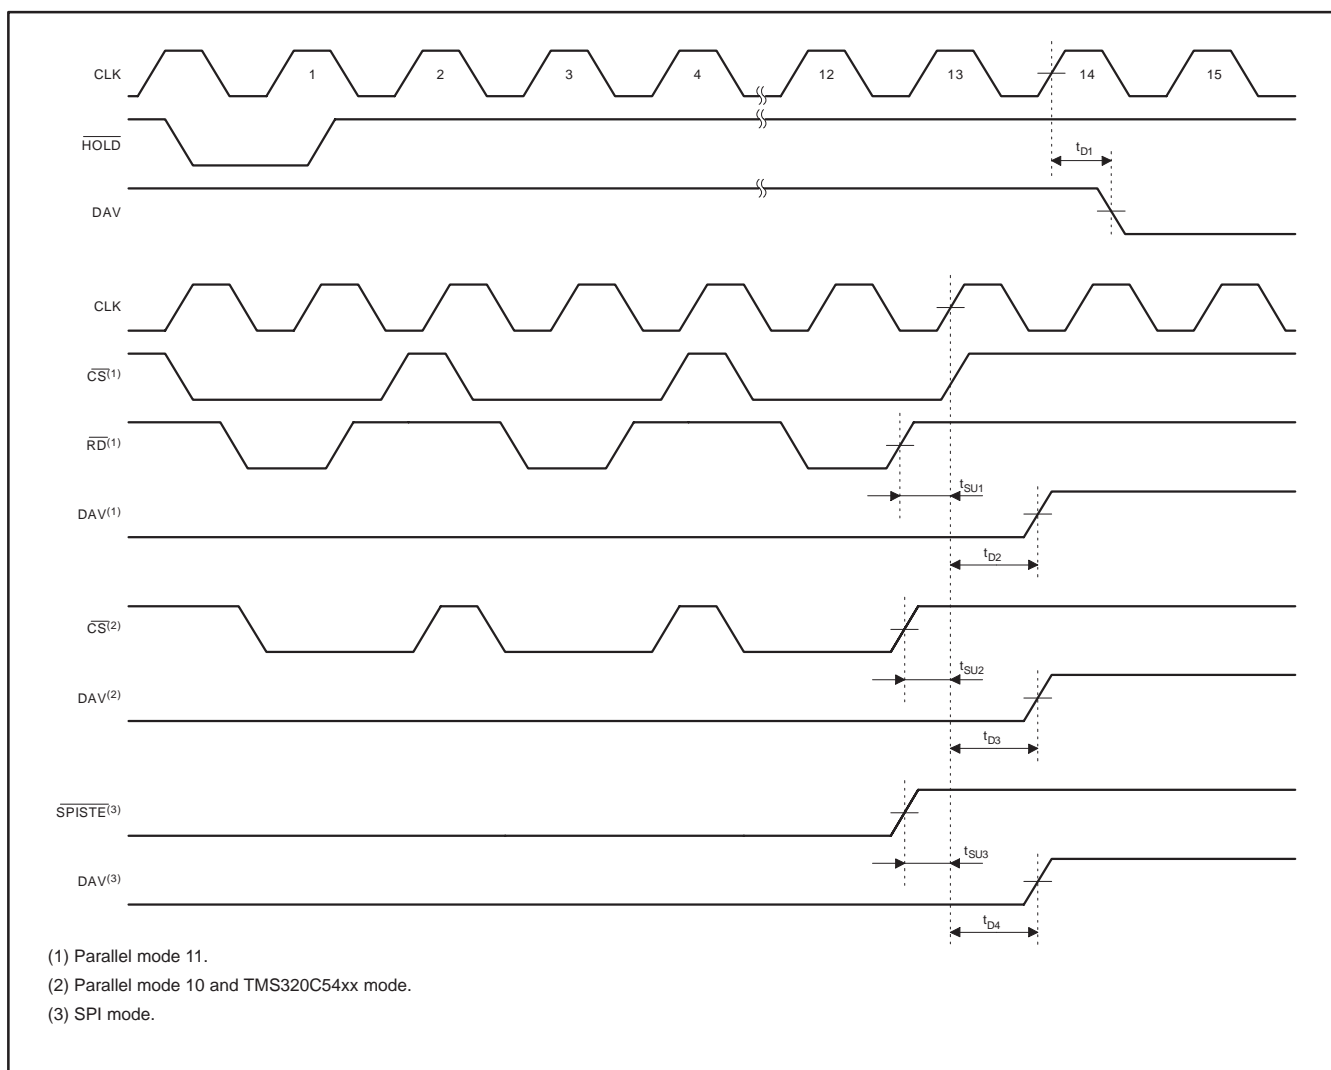 CLK 1 2 3 4 12 13 14 15
HOLD
tD1
DAV
CLK
CS(1)
RD(1)
tSU1
DAV(1)
tD2
CS(2)
tSU2
DAV(2)
tD3
SPISTE(3)
tSU3
DAV(3)
tD4
(1) Parallel mode 11.
(2) Parallel mode 10 and TMS320C54xx mode.
(3) SPI mode.